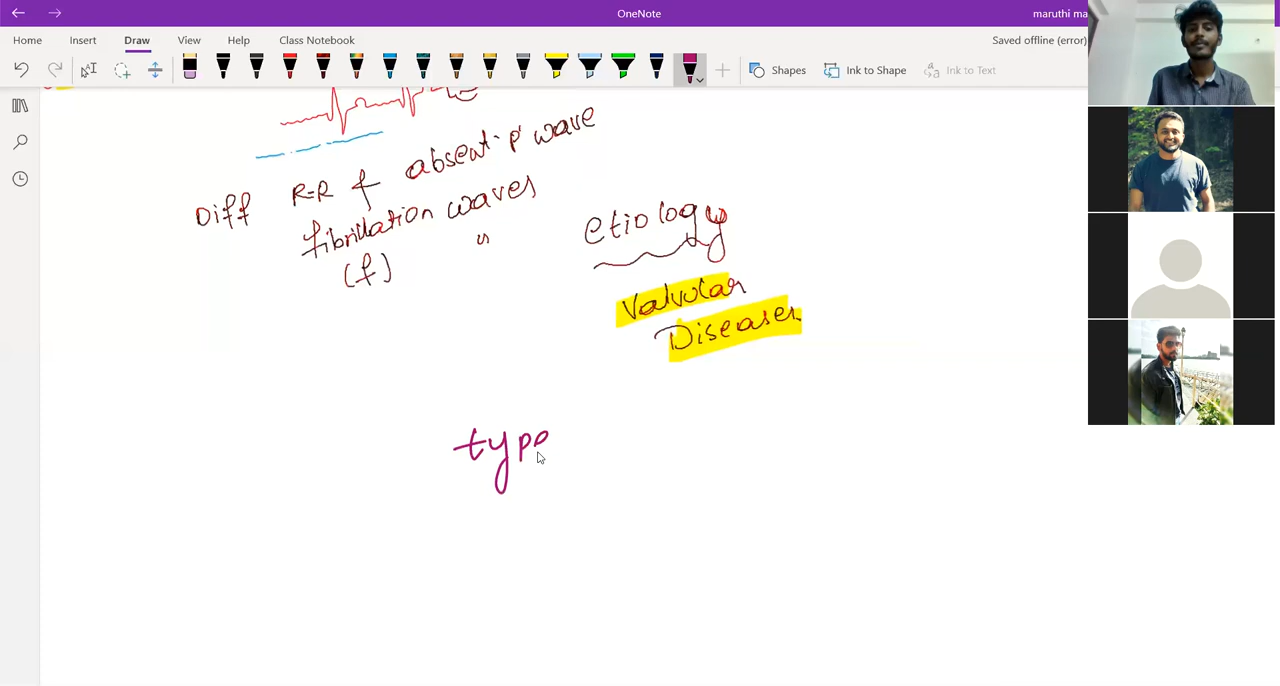 OneNote
maruthi ma
Home Insert Draw View Help Class Notebook
Saved offline (error)
Shapes Ink to Shape Ink to Text
Diff R-R & absent p' wave
fibrillation waves
(f)
etiology
Valvular
Diseases
type